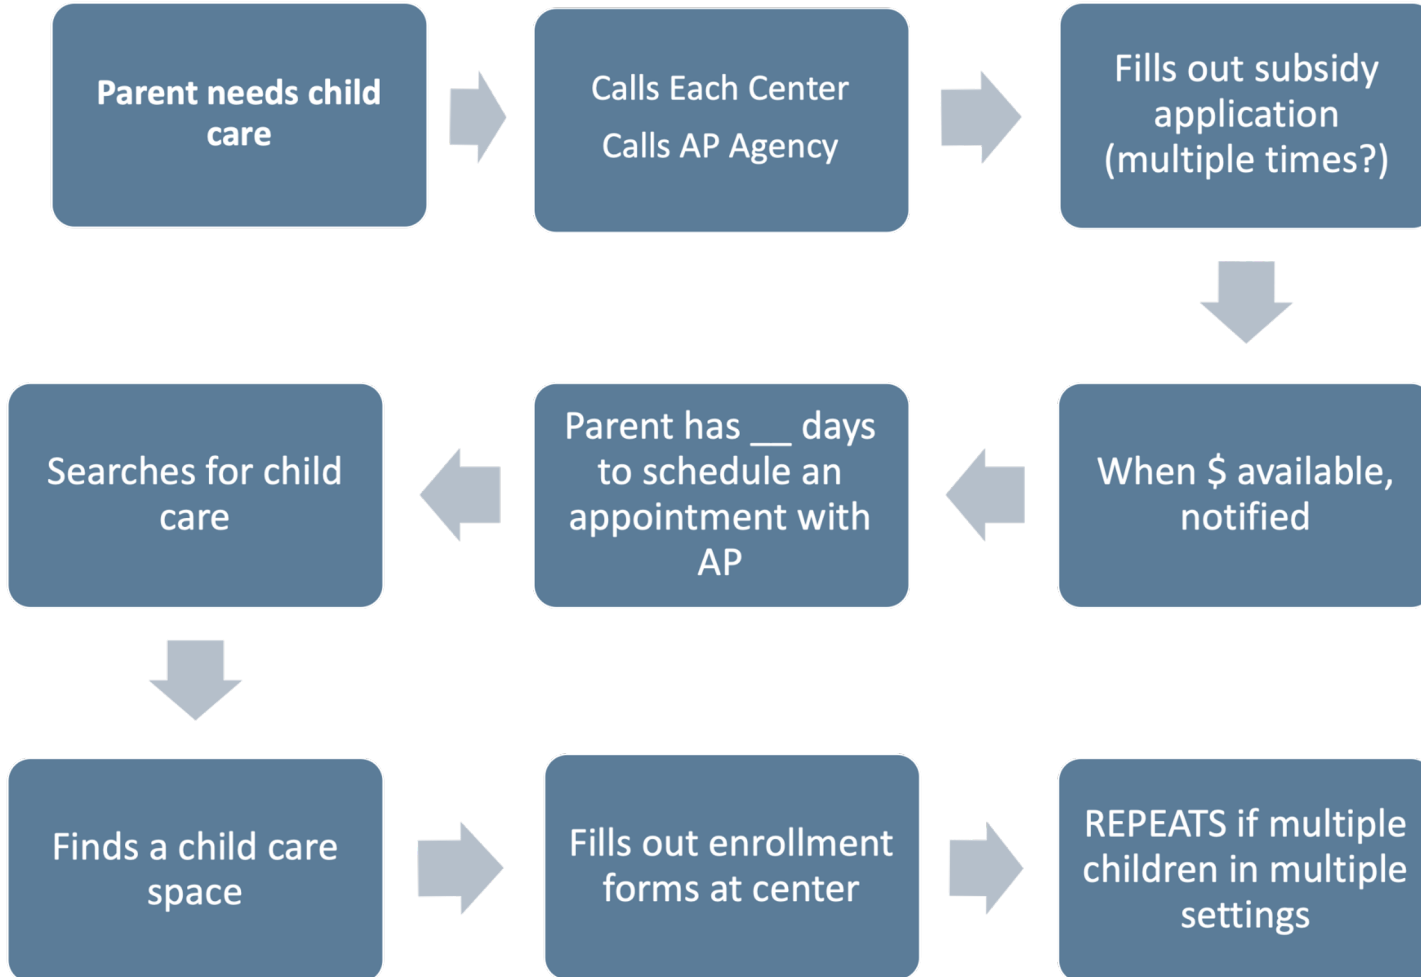 Parent needs child
care
Calls Each Center
Calls AP Agency
Fills out subsidy
application
(multiple times?)
When $ available,
notified
Parent has __ days
to schedule an
appointment with
AP
Searches for child
care
Finds a child care
space
Fills out enrollment
forms at center
REPEATS if multiple
children in multiple
settings